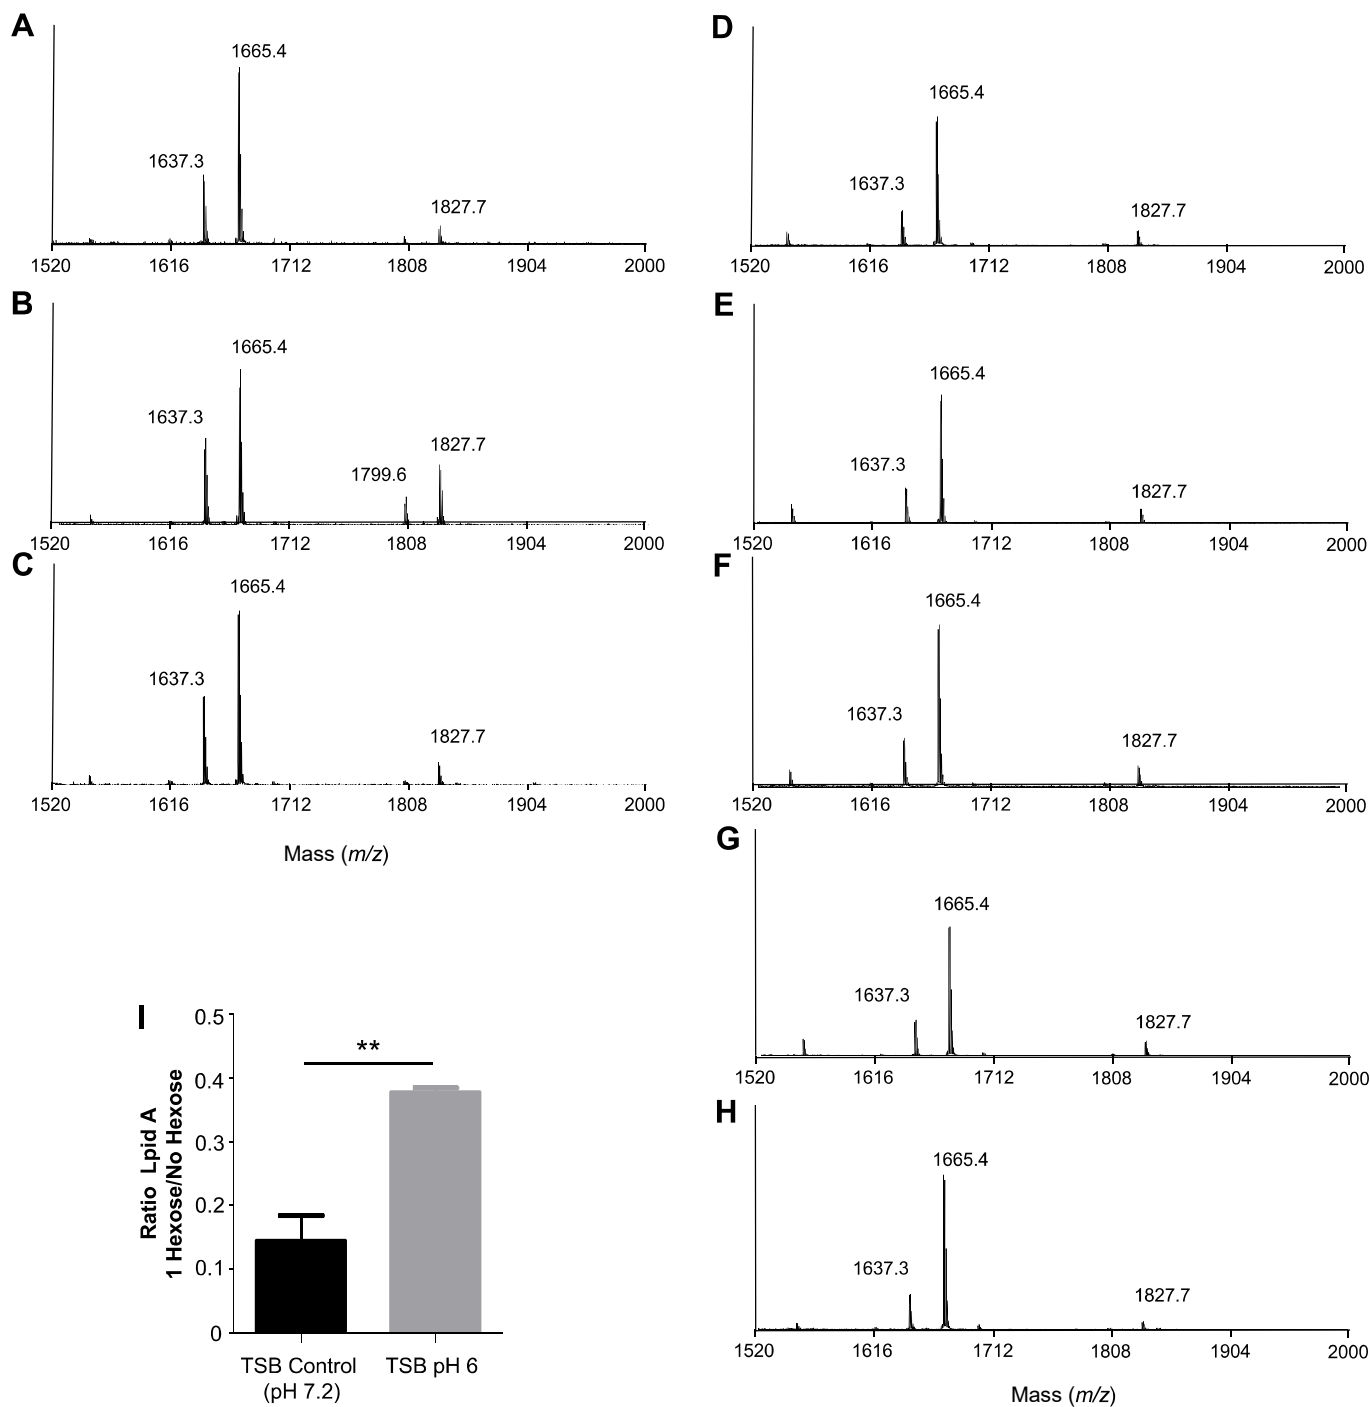 A
1665.4
1637.3
1827.7
1520 1616 1712 1808 1904 2000
B
1665.4
1637.3
1827.7
1799.6
1520 1616 1712 1808 1904 2000
C
1665.4
1637.3
1827.7
1520 1616 1712 1808 1904 2000
Mass (m/z)
D
1665.4
1637.3
1827.7
1520 1616 1712 1808 1904 2000
E
1665.4
1637.3
1827.7
1520 1616 1712 1808 1904 2000
F
1665.4
1637.3
1827.7
1520 1616 1712 1808 1904 2000
G
1665.4
1637.3
1827.7
1520 1616 1712 1808 1904 2000
H
1665.4
1637.3
1827.7
1520 1616 1712 1808 1904 2000
Mass (m/z)
I
Ratio Lpid A
1 Hexose/No Hexose
0.5
0.4
0.3
0.2
0.1
0
**
TSB Control
(pH 7.2)
TSB pH 6